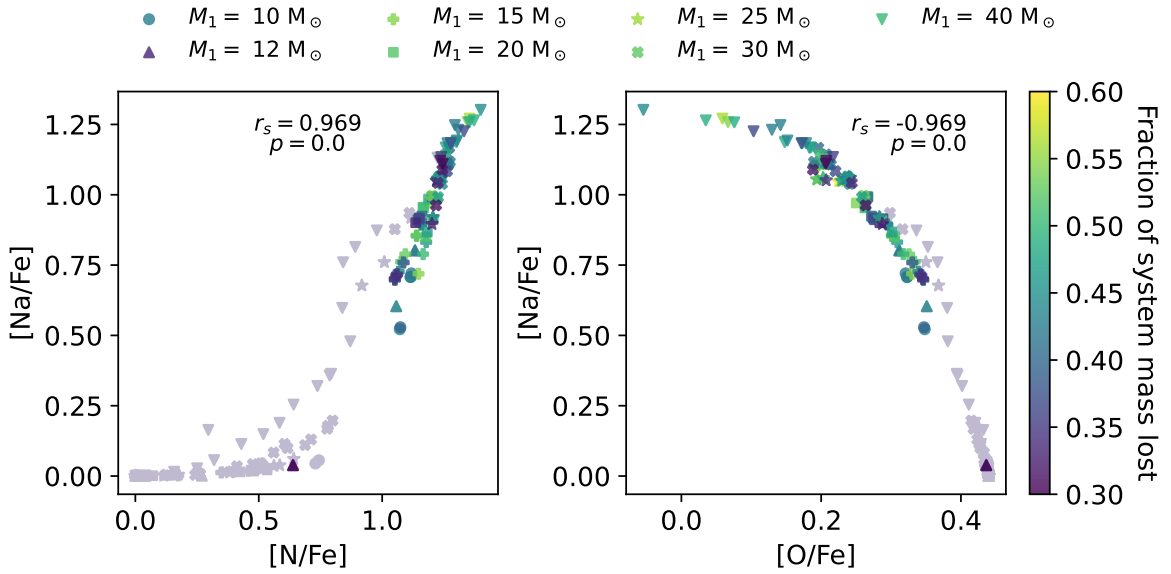 M₁ = 10 M⊙ M₁ = 15 M⊙ M₁ = 25 M⊙ M₁ = 40 M⊙
M₁ = 12 M⊙ M₁ = 20 M⊙ M₁ = 30 M⊙
[Na/Fe]
1.25
1.00
0.75
0.50
0.25
0.00
rₛ = 0.969
p = 0.0
0.0 0.5 1.0
[N/Fe]
[Na/Fe]
1.25
1.00
0.75
0.50
0.25
0.00
rₛ = -0.969
p = 0.0
0.0 0.2 0.4
[O/Fe]
0.60
0.55
0.50
0.45
0.40
0.35
0.30
Fraction of system mass lost